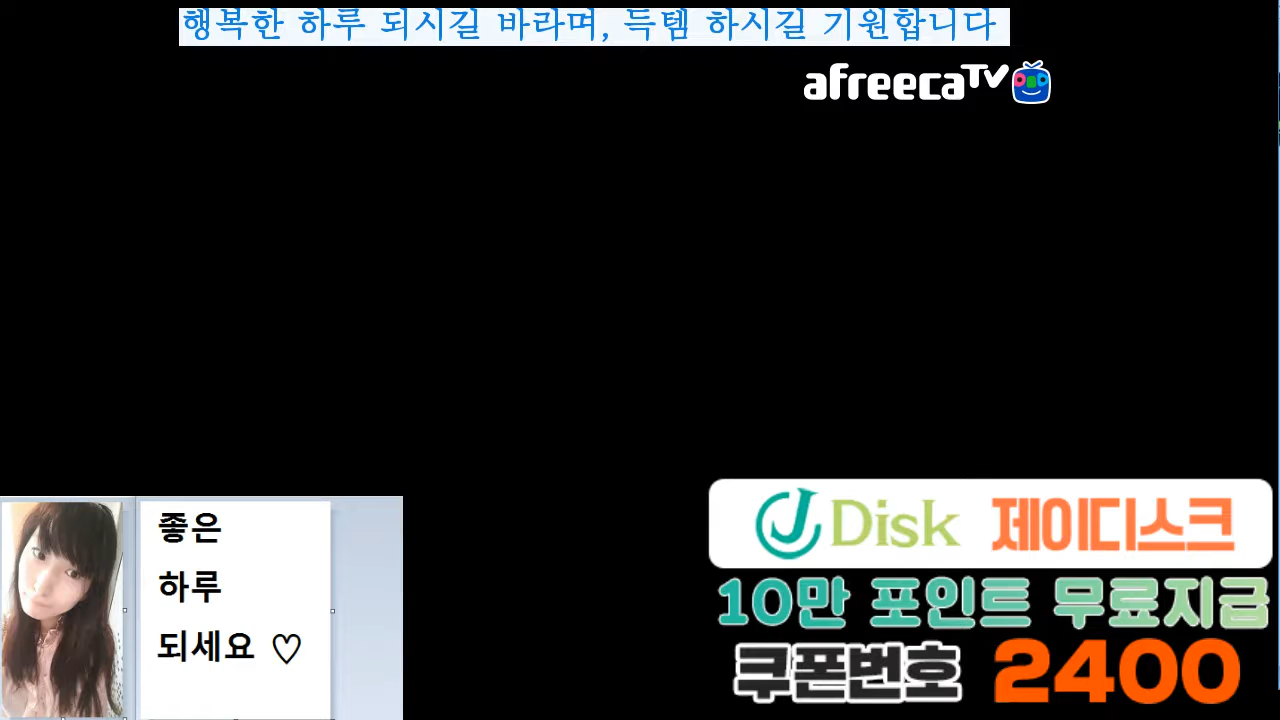 행복한 하루 되시길 바라며, 득템 하시길 기원합니다
afreecaTV
좋은
하루
되세요 ♡
J Disk 제이디스크
10만 포인트 무료지급
쿠폰번호 2400